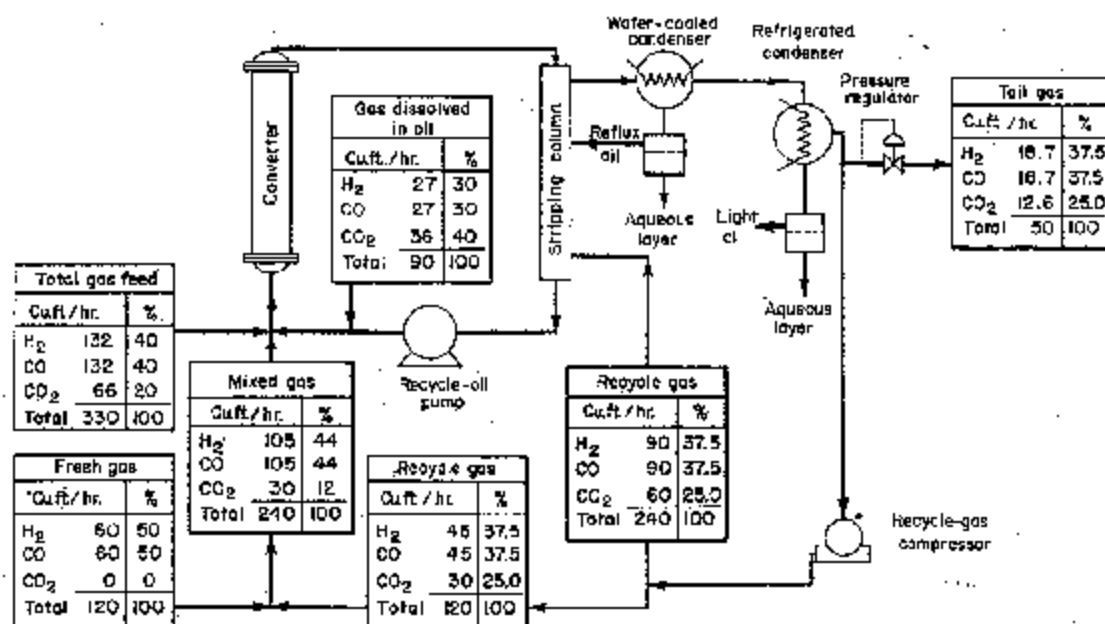 Water-cooled
condenser
Refrigerated
condenser
Pressure
regulator
Converter
Stripping column
Reflux
oil
Aqueous
layer
Light
oil
Aqueous
layer
Recycle-oil
pump
Recycle-gas
compressor
Gas dissolved
in oil
Cu.ft./hr. %
H2 27 30
CO 27 30
CO2 36 40
Total 90 100
Tail gas
Cu.ft./hr. %
H2 18.7 37.5
CO 18.7 37.5
CO2 12.6 25.0
Total 50 100
Total gas feed
Cu.ft./hr. %
H2 132 40
CO 132 40
CO2 66 20
Total 330 100
Mixed gas
Cu.ft./hr. %
H2 105 44
CO 105 44
CO2 30 12
Total 240 100
Recycle gas
Cu.ft./hr. %
H2 90 37.5
CO 90 37.5
CO2 60 25.0
Total 240 100
Fresh gas
Cu.ft./hr. %
H2 60 50
CO 60 50
CO2 0 0
Total 120 100
Recycle gas
Cu.ft./hr. %
H2 45 37.5
CO 45 37.5
CO2 30 25.0
Total 120 100